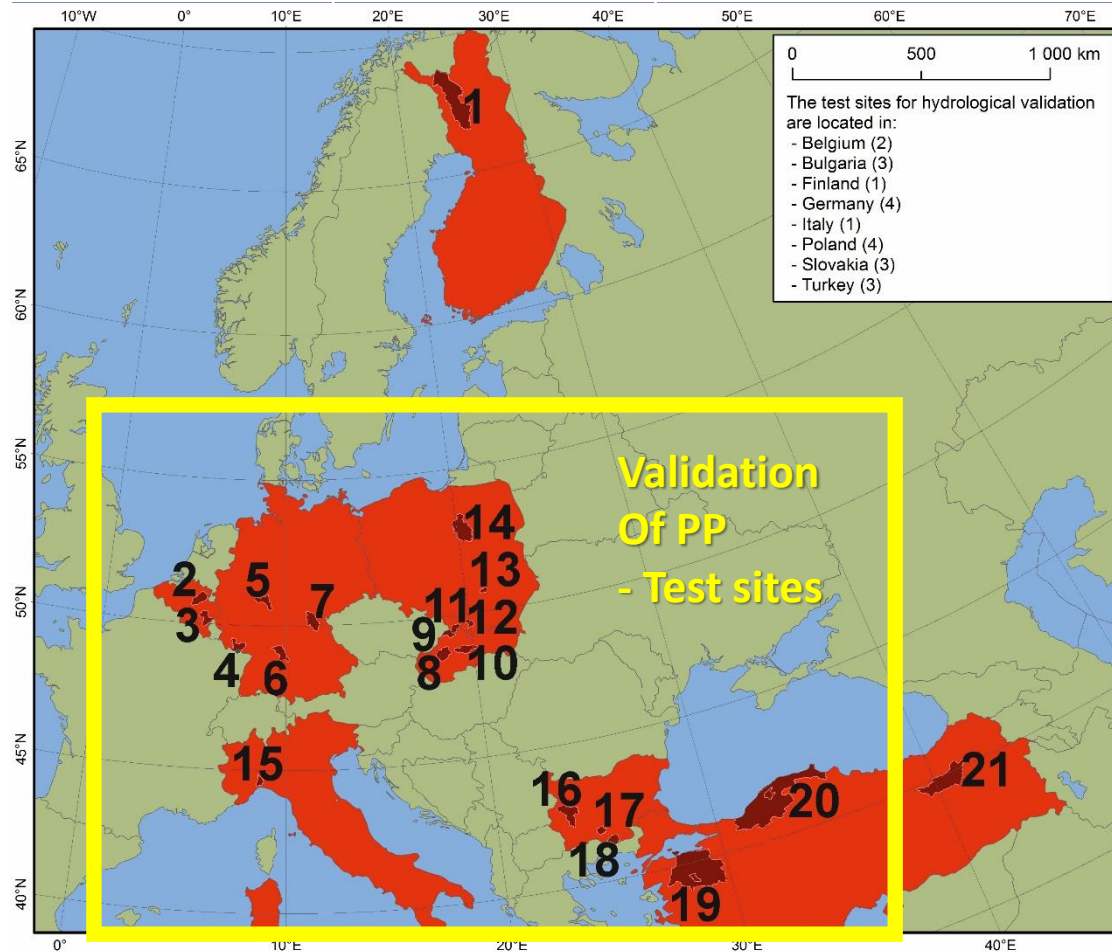 10°W 0° 10°E 20°E 30°E 40°E 50°E 60°E 70°E
0 500 1 000 km
The test sites for hydrological validation
are located in:
- Belgium (2)
- Bulgaria (3)
- Finland (1)
- Germany (4)
- Italy (1)
- Poland (4)
- Slovakia (3)
- Turkey (3)
1
65°N
60°N
55°N
Validation
Of PP
- Test sites
14
13
2
5
7
11
12
50°N
3
9
4
6
8
10
45°N
15
16
17
20
21
18
19
40°N
0° 10°E 20°E 30°E 40°E